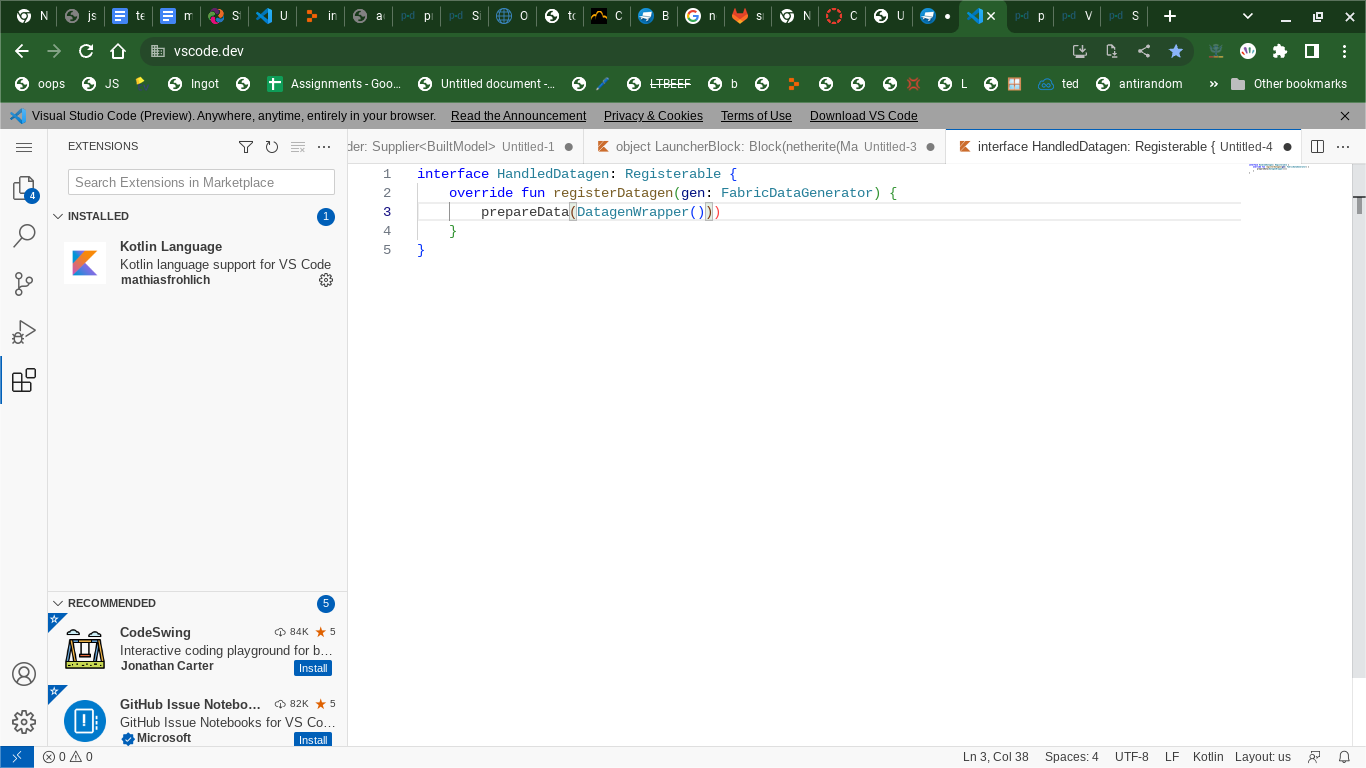 N
js
te
m
St
U
in
ac
pr
Sl
O
to
C
B
n
sr
N
C
U
p
V
S
vscode.dev
oops
JS
Ingot
Assignments - Goo...
Untitled document -...
LTBEEF
b
L
ted
antirandom
»
Other bookmarks
Visual Studio Code (Preview). Anywhere, anytime, entirely in your browser. Read the Announcement Privacy & Cookies Terms of Use Download VS Code
EXTENSIONS
der: Supplier<BuiltModel> Untitled-1
object LauncherBlock: Block(netherite(Ma Untitled-3
interface HandledDatagen: Registerable { Untitled-4
4
Search Extensions in Marketplace
INSTALLED 1
Kotlin Language
Kotlin language support for VS Code
mathiasfrohlich
1 interface HandledDatagen: Registerable {
2 override fun registerDatagen(gen: FabricDataGenerator) {
3 prepareData(DatagenWrapper()))
4 }
5 }
RECOMMENDED 5
CodeSwing 84K 5
Interactive coding playground for b...
Jonathan Carter Install
GitHub Issue Notebo... 82K 5
GitHub Issue Notebooks for VS Co...
Microsoft Install
0 0
Ln 3, Col 38 Spaces: 4 UTF-8 LF Kotlin Layout: us